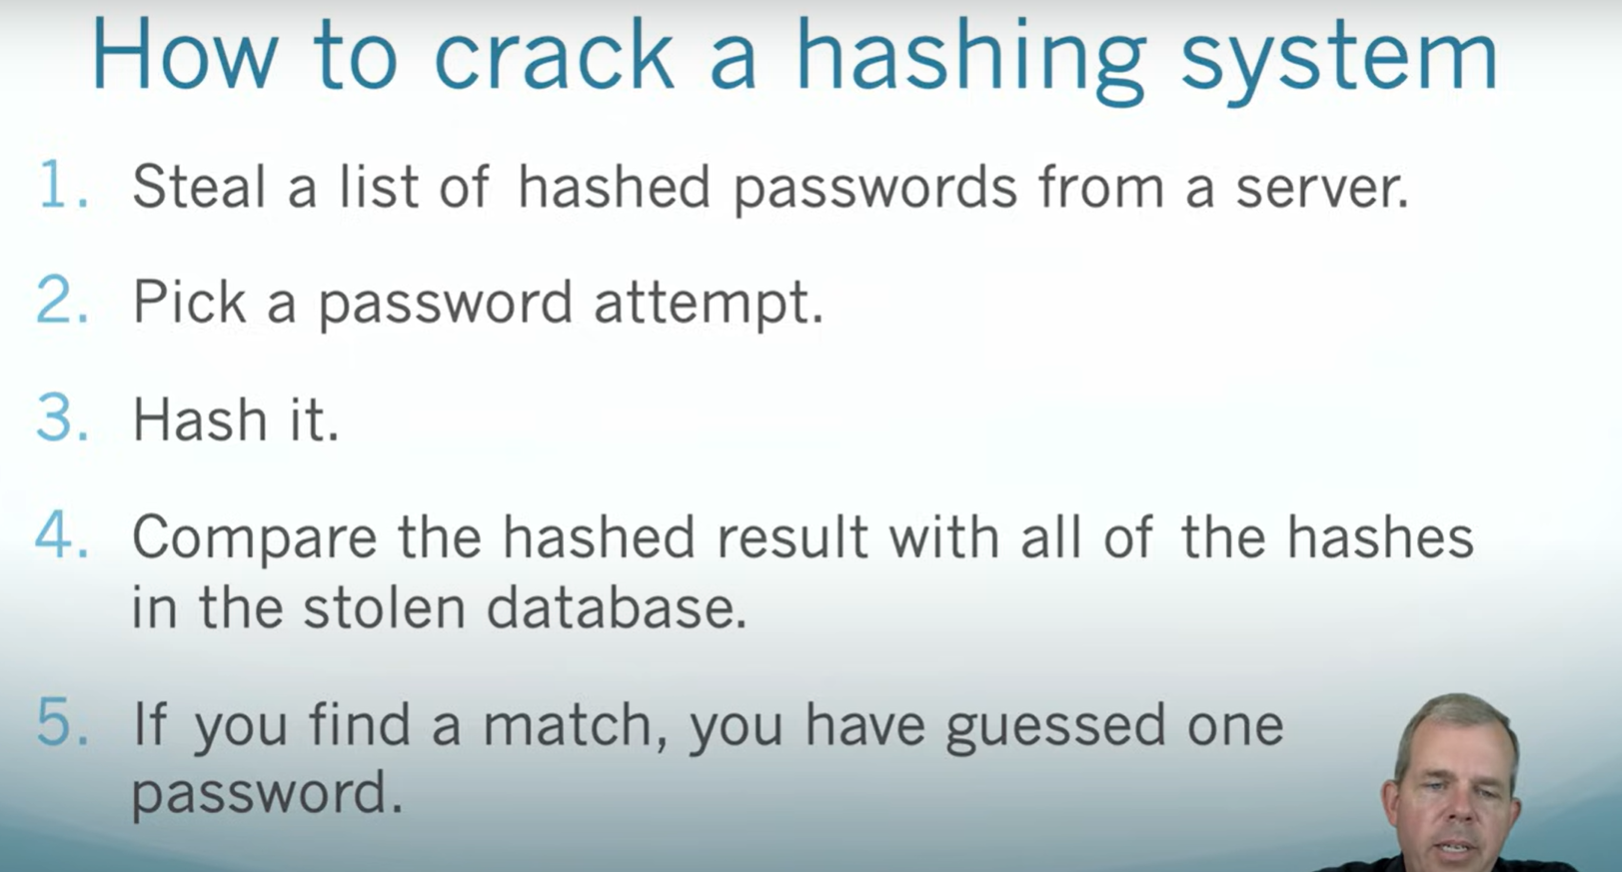 How to crack a hashing system
1. Steal a list of hashed passwords from a server.
2. Pick a password attempt.
3. Hash it.
4. Compare the hashed result with all of the hashes
in the stolen database.
5. If you find a match, you have guessed one
password.